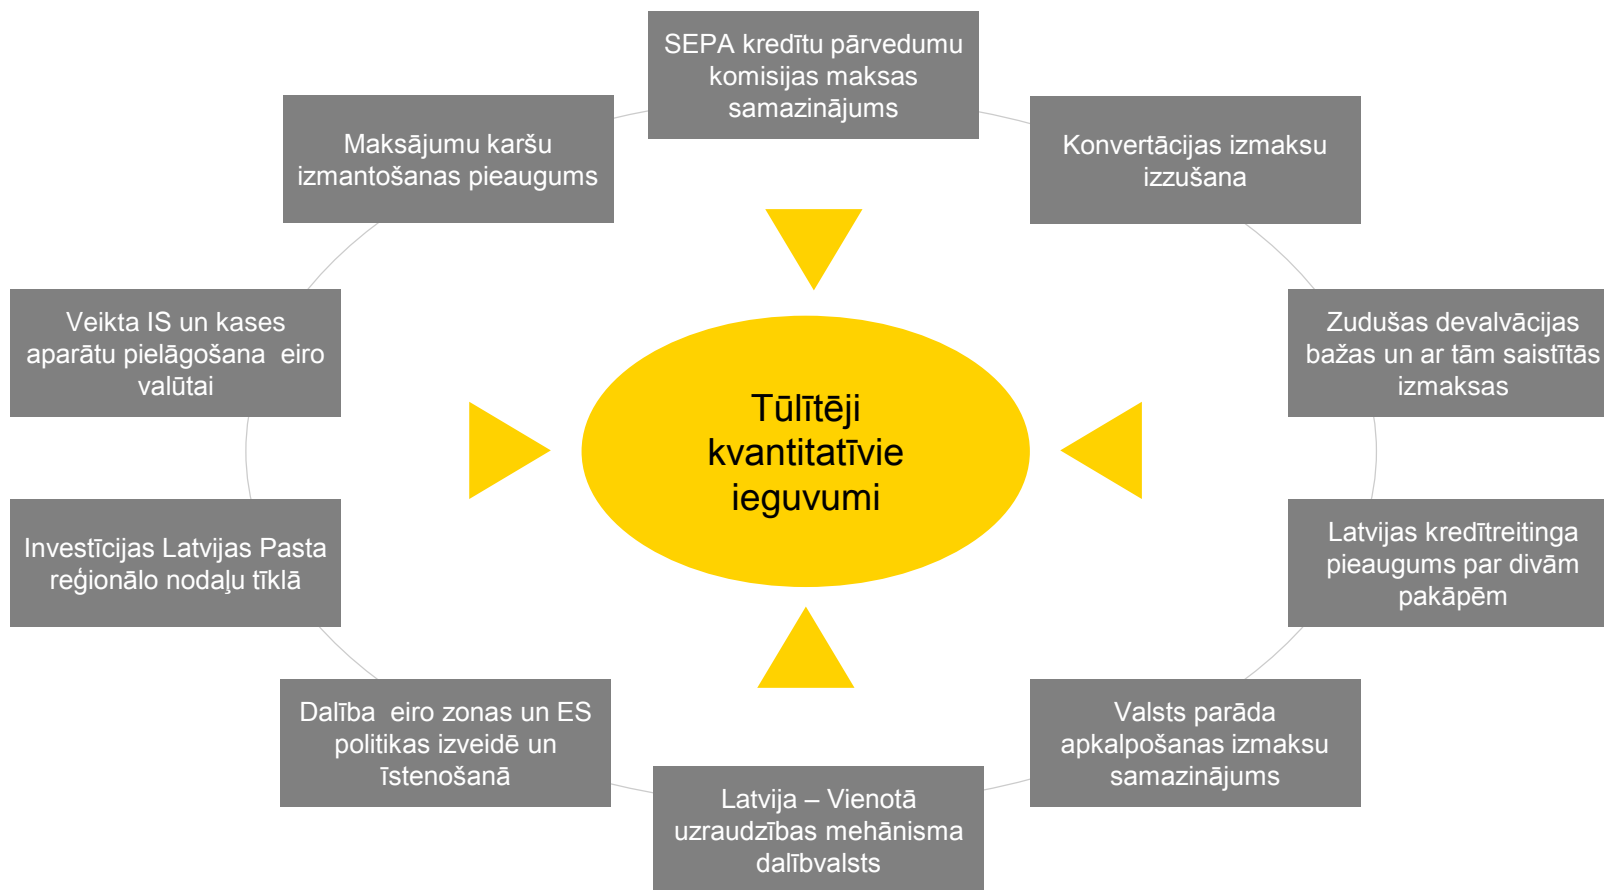 SEPA kredītu pārvedumu
komisijas maksas
samazinājums
Maksājumu karšu
izmantošanas pieaugums
Konvertācijas izmaksu
izzušana
Veikta IS un kases
aparātu pielāgošana  eiro
valūtai
Zudušas devalvācijas
bažas un ar tām saistītās
izmaksas
Tūlītēji
kvantitatīvie
ieguvumi
Investīcijas Latvijas Pasta
reģionālo nodaļu tīklā
Latvijas kredītreitinga
pieaugums par divām
pakāpēm
Dalība  eiro zonas un ES
politikas izveidē un
īstenošanā
Valsts parāda
apkalpošanas izmaksu
samazinājums
Latvija – Vienotā
uzraudzības mehānisma
dalībvalsts